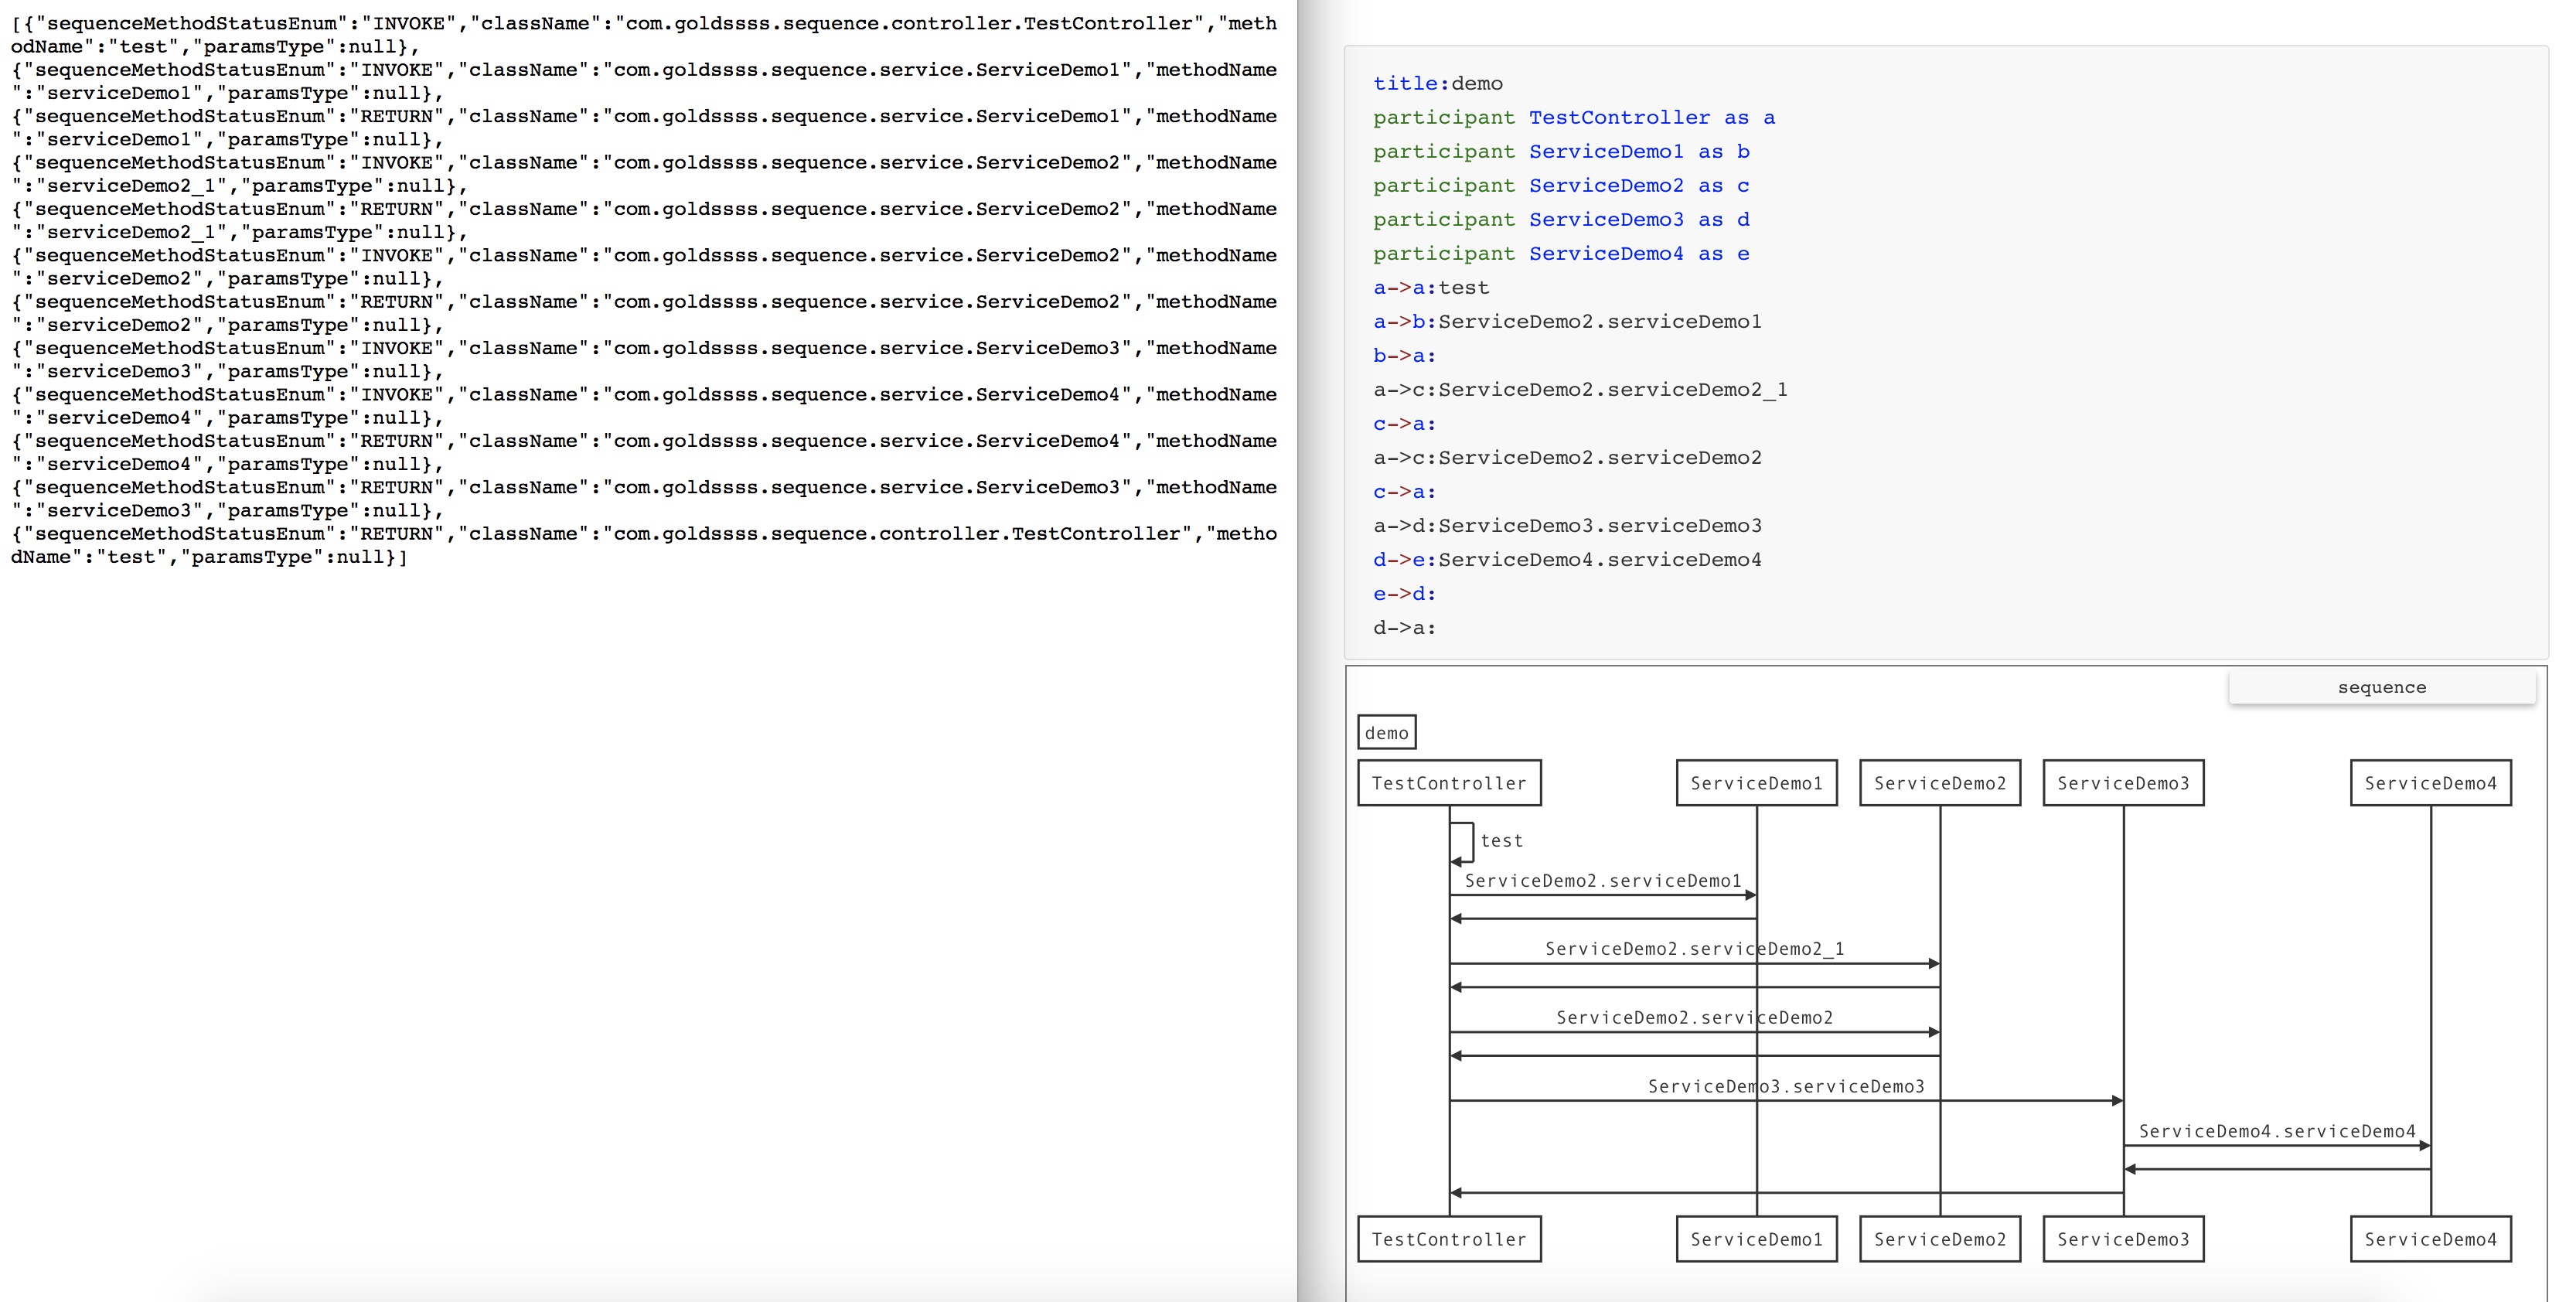 [{"sequenceMethodStatusEnum":"INVOKE","className":"com.goldssss.sequence.controller.TestController","meth
odName":"test","paramsType":null},
{"sequenceMethodStatusEnum":"INVOKE","className":"com.goldssss.sequence.service.ServiceDemo1","methodName
":"serviceDemo1","paramsType":null},
{"sequenceMethodStatusEnum":"RETURN","className":"com.goldssss.sequence.service.ServiceDemo1","methodName
":"serviceDemo1","paramsType":null},
{"sequenceMethodStatusEnum":"INVOKE","className":"com.goldssss.sequence.service.ServiceDemo2","methodName
":"serviceDemo2_1","paramsType":null},
{"sequenceMethodStatusEnum":"RETURN","className":"com.goldssss.sequence.service.ServiceDemo2","methodName
":"serviceDemo2_1","paramsType":null},
{"sequenceMethodStatusEnum":"INVOKE","className":"com.goldssss.sequence.service.ServiceDemo2","methodName
":"serviceDemo2","paramsType":null},
{"sequenceMethodStatusEnum":"RETURN","className":"com.goldssss.sequence.service.ServiceDemo2","methodName
":"serviceDemo2","paramsType":null},
{"sequenceMethodStatusEnum":"INVOKE","className":"com.goldssss.sequence.service.ServiceDemo3","methodName
":"serviceDemo3","paramsType":null},
{"sequenceMethodStatusEnum":"INVOKE","className":"com.goldssss.sequence.service.ServiceDemo4","methodName
":"serviceDemo4","paramsType":null},
{"sequenceMethodStatusEnum":"RETURN","className":"com.goldssss.sequence.service.ServiceDemo4","methodName
":"serviceDemo4","paramsType":null},
{"sequenceMethodStatusEnum":"RETURN","className":"com.goldssss.sequence.service.ServiceDemo3","methodName
":"serviceDemo3","paramsType":null},
{"sequenceMethodStatusEnum":"RETURN","className":"com.goldssss.sequence.controller.TestController","metho
dName":"test","paramsType":null}]
title:demo
participant TestController as a
participant ServiceDemo1 as b
participant ServiceDemo2 as c
participant ServiceDemo3 as d
participant ServiceDemo4 as e
a->a:test
a->b:ServiceDemo2.serviceDemo1
b->a:
a->c:ServiceDemo2.serviceDemo2_1
c->a:
a->c:ServiceDemo2.serviceDemo2
c->a:
a->d:ServiceDemo3.serviceDemo3
d->e:ServiceDemo4.serviceDemo4
e->d:
d->a:
sequence
demo
TestController ServiceDemo1 ServiceDemo2 ServiceDemo3 ServiceDemo4
test
ServiceDemo2.serviceDemo1
ServiceDemo2.serviceDemo2_1
ServiceDemo2.serviceDemo2
ServiceDemo3.serviceDemo3
ServiceDemo4.serviceDemo4
TestController ServiceDemo1 ServiceDemo2 ServiceDemo3 ServiceDemo4